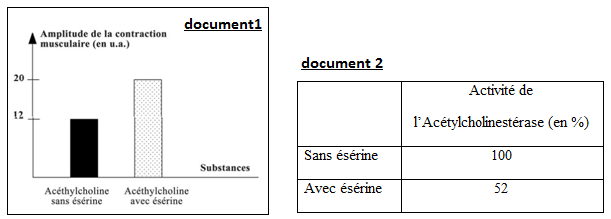 document1
Amplitude de la contraction
musculaire (en u.a.)
20
12
Substances
Acéthylcholine
sans ésérine
Acéthylcholine
avec ésérine
document 2
Activité de
l'Acétylcholinestérase (en %)
Sans ésérine 100
Avec ésérine 52